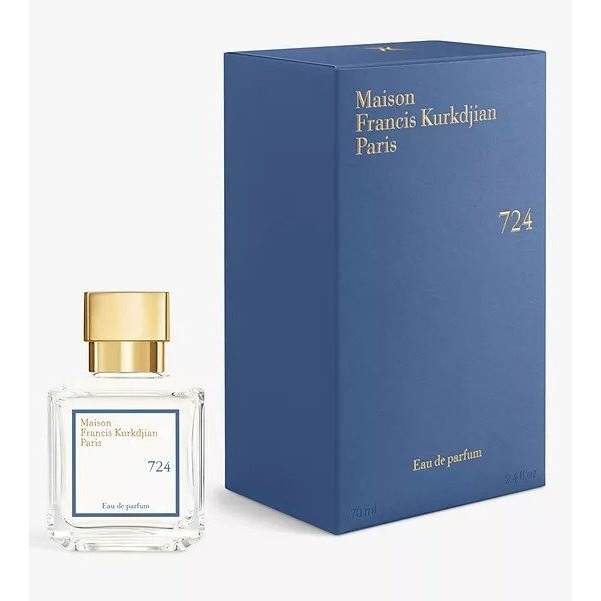 Maison
Francis Kurkdjian
Paris
724
Eau de parfum
70 ml
2.4 fl oz
Maison
Francis Kurkdjian
Paris
724
Eau de parfum